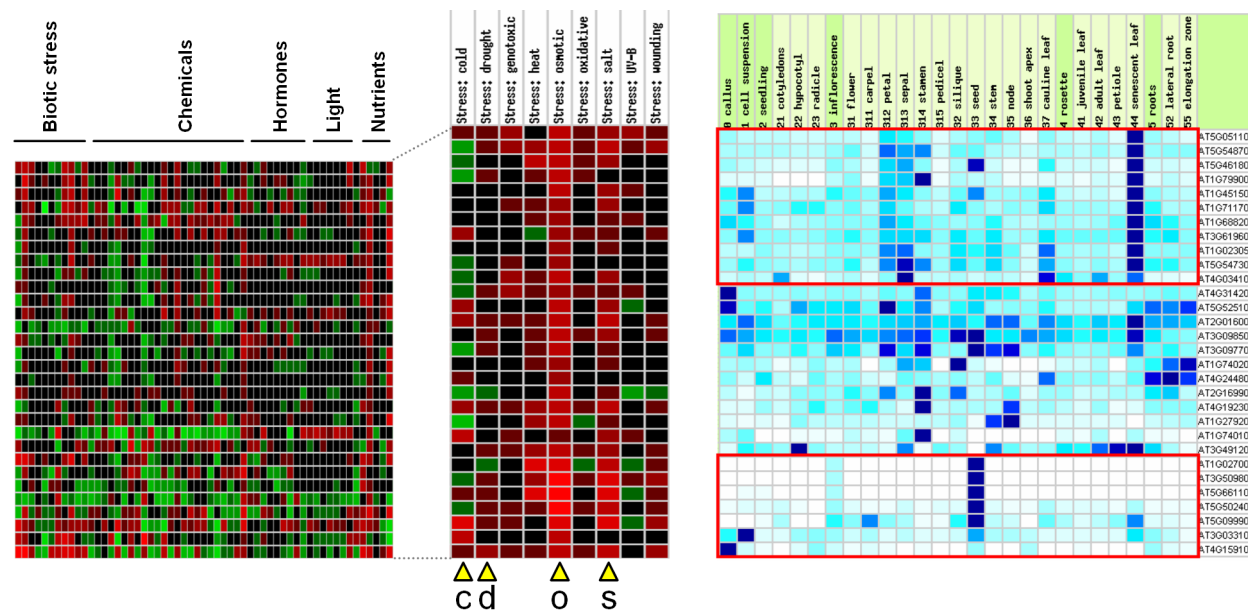 Biotic stress
Chemicals
Hormones
Light
Nutrients
Stress: cold
Stress: drought
Stress: genotoxic
Stress: heat
Stress: osmotic
Stress: oxidative
Stress: salt
Stress: UV-B
Stress: wounding
c
d
o
s
0 callus
1 cell suspension
2 seedling
21 cotyledons
22 hypocotyl
23 radicle
3 inflorescence
31 flower
311 carpel
312 petal
313 sepal
314 stamen
315 pedicel
32 silique
33 seed
34 stem
35 node
36 shoot apex
37 cauline leaf
4 rosette
41 juvenile leaf
42 adult leaf
43 petiole
44 senescent leaf
5 roots
52 lateral root
55 elongation zone
AT5G05110
AT5G54870
AT5G46180
AT1G79900
AT1G45150
AT1G71170
AT1G68820
AT3G61960
AT1G02305
AT5G54730
AT4G03410
AT4G31420
AT5G52510
AT2G01600
AT3G09850
AT3G09770
AT1G74020
AT4G24480
AT2G16990
AT4G19230
AT1G27920
AT1G74010
AT3G49120
AT1G02700
AT3G50980
AT5G66110
AT5G50240
AT5G09990
AT3G03310
AT4G15910